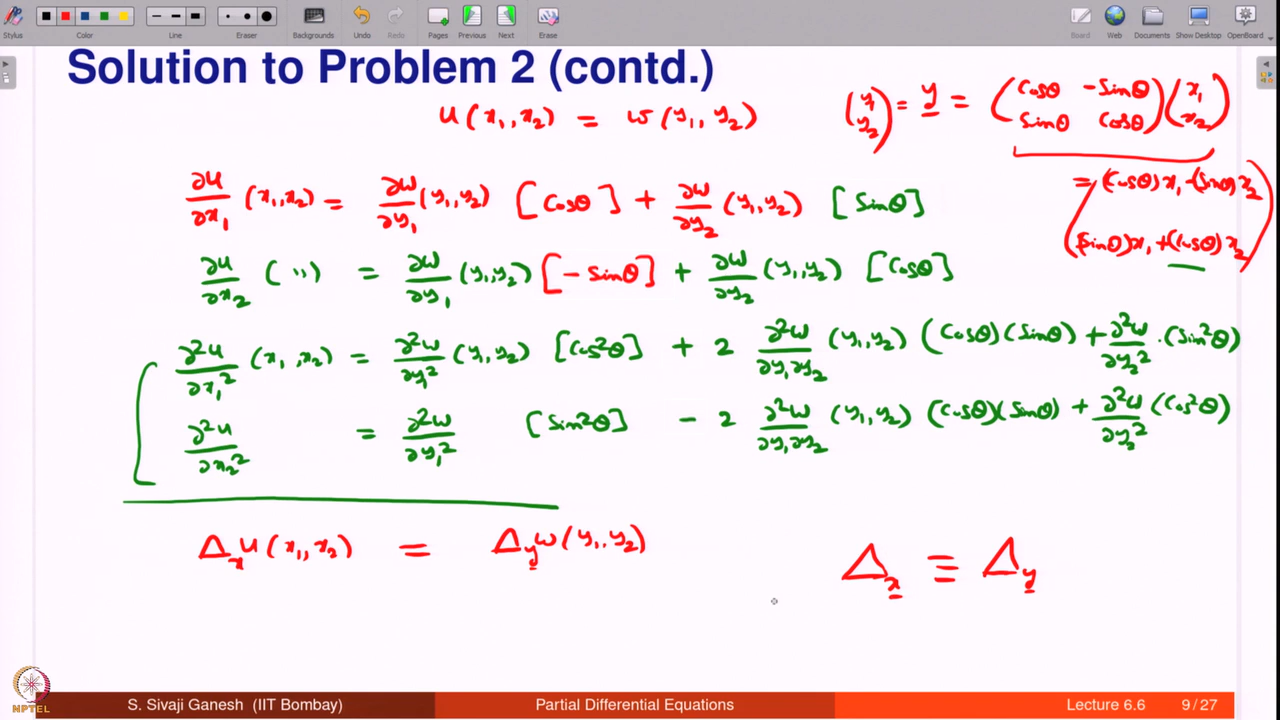 Stylus Color Line Eraser Backgrounds Undo Redo Pages Previous Next Erase Board Web Documents Show Desktop OpenBoard
Solution to Problem 2 (contd.)
u(x₁,x₂) = w(y₁,y₂)
(y₁ y₂) = y = (cosθ -sinθ sinθ cosθ)(x₁ x₂)
= ((cosθ)x₁ -(sinθ)x₂
(sinθ)x₁ +(cosθ)x₂)
∂u/∂x₁ (x₁,x₂) = ∂w/∂y₁ (y₁,y₂) [cosθ] + ∂w/∂y₂ (y₁,y₂) [sinθ]
∂u/∂x₂ ( ,, ) = ∂w/∂y₁ (y₁,y₂) [-sinθ] + ∂w/∂y₂ (y₁,y₂) [cosθ]
∂²u/∂x₁² (x₁,x₂) = ∂²w/∂y₁² (y₁,y₂) [cos²θ] + 2 ∂²w/∂y₁∂y₂ (y₁,y₂) (cosθ)(sinθ) + ∂²w/∂y₂² · (sin²θ)
∂²u/∂x₂² = ∂²w/∂y₁² [sin²θ] - 2 ∂²w/∂y₁∂y₂ (y₁,y₂) (cosθ)(sinθ) + ∂²w/∂y₂² (cos²θ)
Δₓu(x₁,x₂) = Δ_y w(y₁,y₂)
Δₓ ≡ Δ_y
NPTEL
S. Sivaji Ganesh (IIT Bombay) Partial Differential Equations Lecture 6.6 9/27